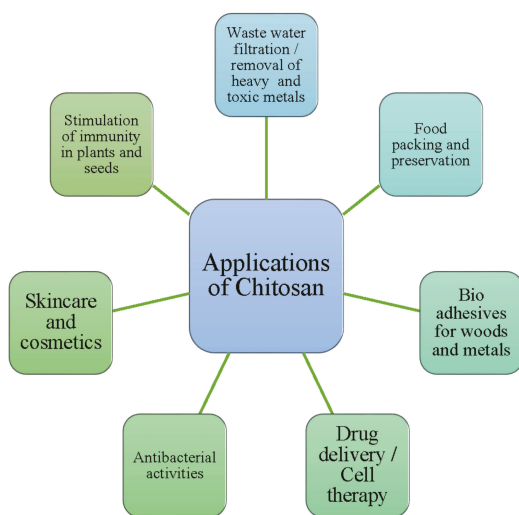 Waste water
filtration /
removal of
heavy  and
toxic metals
Stimulation
of immunity
in plants and
seeds
Food
packing and
preservation
Applications
of Chitosan
Skincare
and
cosmetics
Bio
adhesives
for woods
and metals
Antibacterial
activities
Drug
delivery /
Cell
therapy